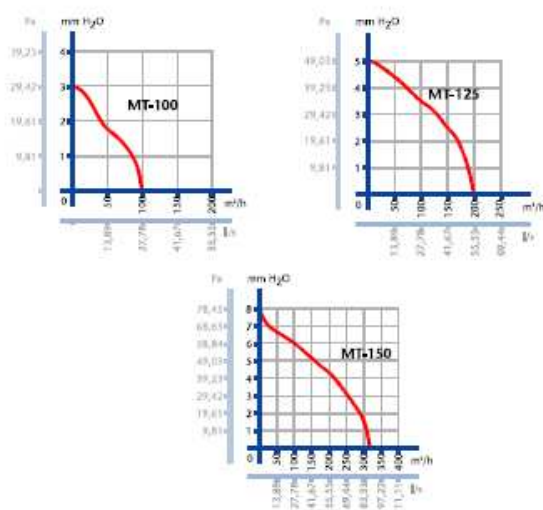 Pa mm H₂O
39,23
4
29,42
3
MT-100
19,61
2
9,81
1
0 50 100 150 200 m³/h
13,89 27,78 41,67 55,55 l/s
Pa mm H₂O
49,03
5
39,23
4
MT-125
29,42
3
19,61
2
9,81
1
0 50 100 150 200 250 m³/h
13,89 27,78 41,67 55,55 69,44 l/s
Pa mm H₂O
78,45
8
68,65
7
58,84
6
MT-150
49,03
5
39,23
4
29,42
3
19,61
2
9,81
1
0 50 100 150 200 250 300 350 400 m³/h
13,89 27,78 41,67 55,55 69,44 83,33 97,22 11,11 l/s